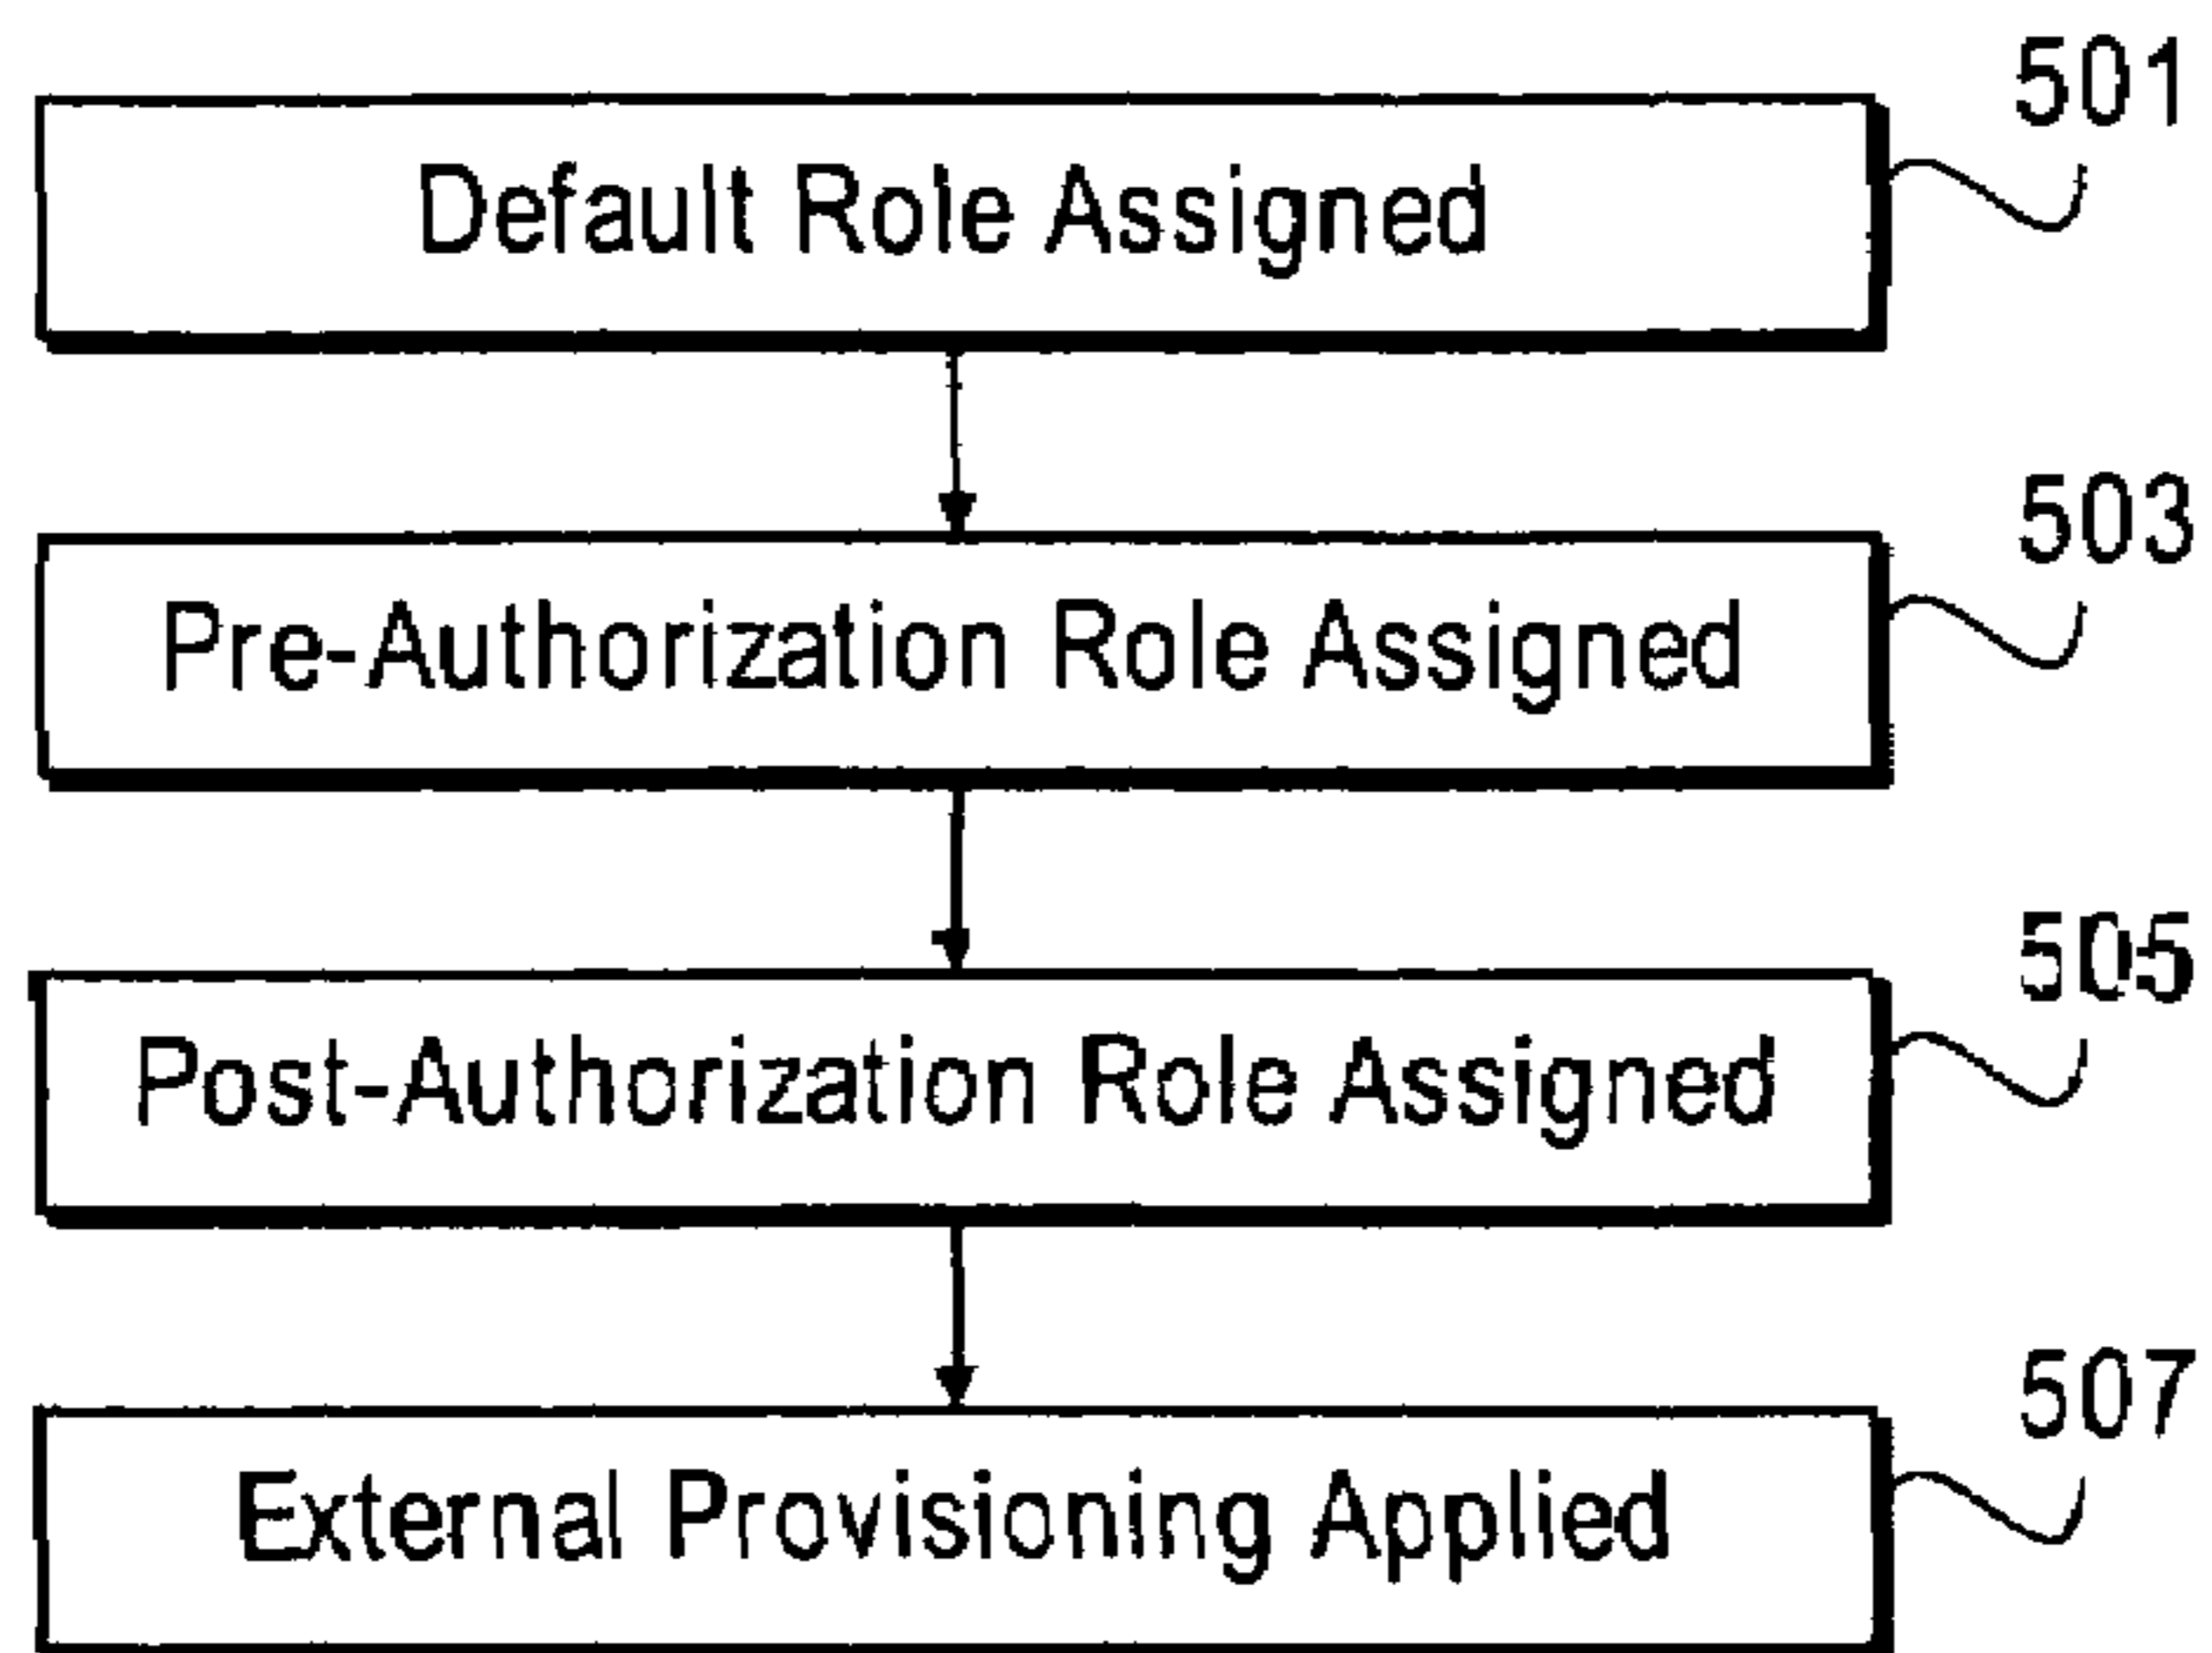 501
Default Role Assigned
503
Pre-Authorization Role Assigned
505
Post-Authorization Role Assigned
507
External Provisioning Applied